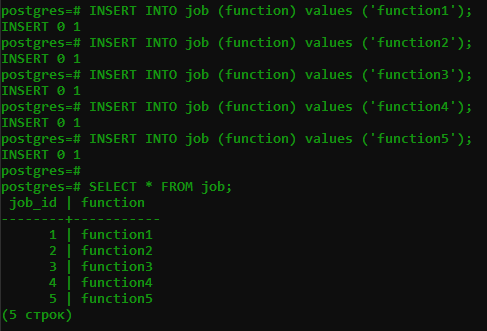 postgres=# INSERT INTO job (function) values ('function1');
INSERT 0 1
postgres=# INSERT INTO job (function) values ('function2');
INSERT 0 1
postgres=# INSERT INTO job (function) values ('function3');
INSERT 0 1
postgres=# INSERT INTO job (function) values ('function4');
INSERT 0 1
postgres=# INSERT INTO job (function) values ('function5');
INSERT 0 1
postgres=#
postgres=# SELECT * FROM job;
 job_id | function
--------+-----------
      1 | function1
      2 | function2
      3 | function3
      4 | function4
      5 | function5
(5 строк)